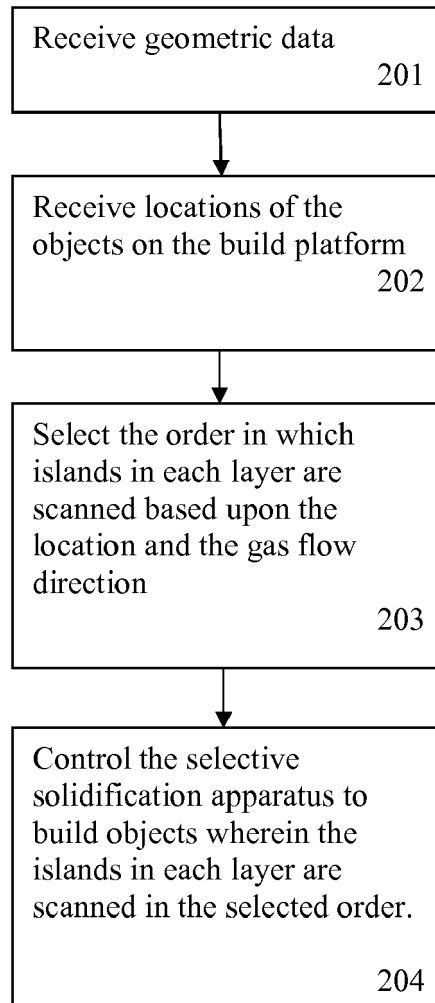 Receive geometric data
201
Receive locations of the
objects on the build platform
202
Select the order in which
islands in each layer are
scanned based upon the
location and the gas flow
direction
203
Control the selective
solidification apparatus to
build objects wherein the
islands in each layer are
scanned in the selected order.
204